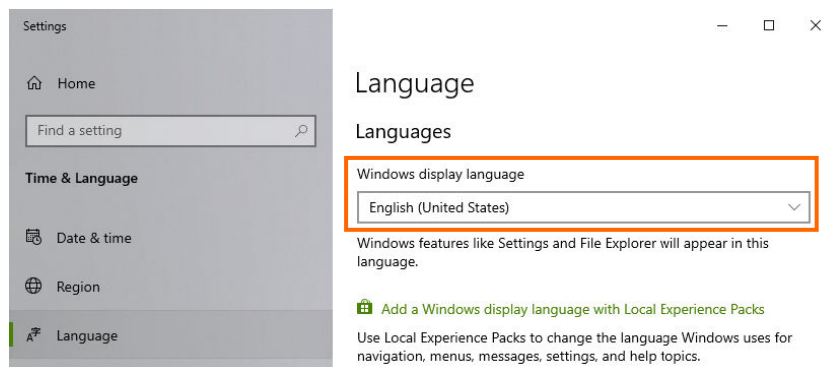 Settings
Home
Find a setting
Time & Language
Date & time
Region
Language
Language
Languages
Windows display language
English (United States)
Windows features like Settings and File Explorer will appear in this
language.
Add a Windows display language with Local Experience Packs
Use Local Experience Packs to change the language Windows uses for
navigation, menus, messages, settings, and help topics.